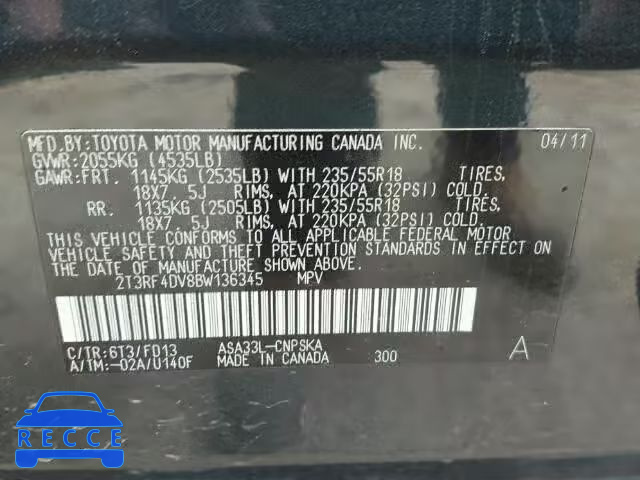 MFD.BY:TOYOTA MOTOR MANUFACTURING CANADA INC. 04/11
GVWR:2055KG (4535LB)
GAWR:FRT. 1145KG (2535LB) WITH 235/55R18 TIRES,
18X7.5J RIMS, AT 220KPA (32PSI) COLD.
RR. 1135KG (2505LB) WITH 235/55R18 TIRES,
18X7.5J RIMS, AT 220KPA (32PSI) COLD.
THIS VEHICLE CONFORMS TO ALL APPLICABLE FEDERAL MOTOR
VEHICLE SAFETY AND THEFT PREVENTION STANDARDS IN EFFECT ON
THE DATE OF MANUFACTURE SHOWN ABOVE.
2T3RF4DV8BW136345 MPV
C/TR:6T3/FD13 ASA33L-CNPSKA
A/TM:-02A/U140F MADE IN CANADA 300 A
RECCE